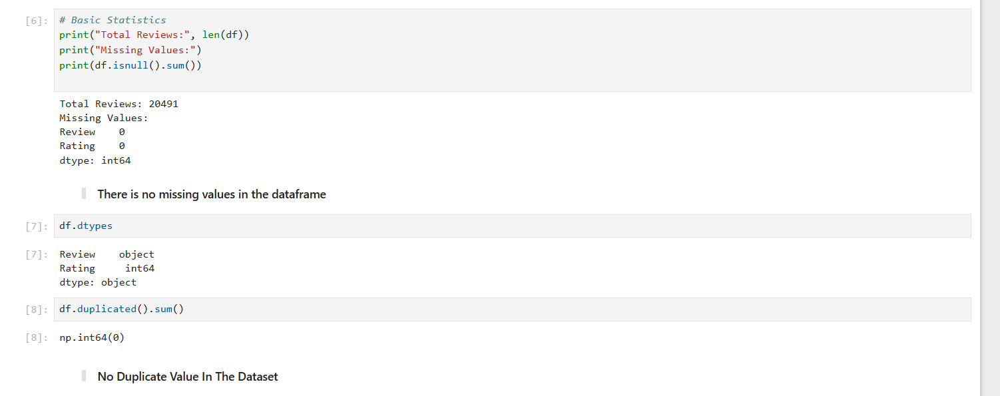 [6]: # Basic Statistics
print("Total Reviews:", len(df))
print("Missing Values:")
print(df.isnull().sum())
Total Reviews: 20491
Missing Values:
Review    0
Rating    0
dtype: int64
There is no missing values in the dataframe
[7]: df.dtypes
[7]: Review    object
Rating     int64
dtype: object
[8]: df.duplicated().sum()
[8]: np.int64(0)
No Duplicate Value In The Dataset